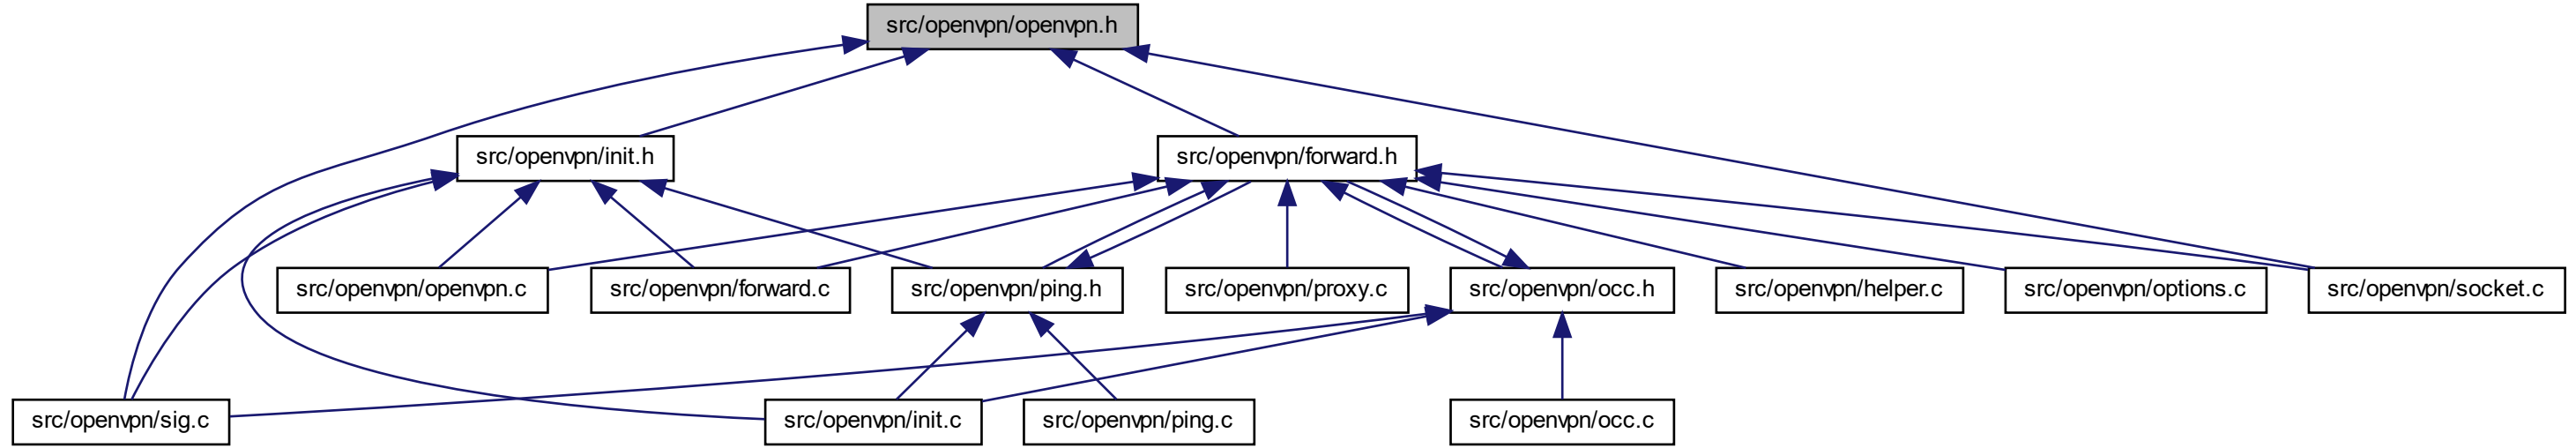 src/openvpn/openvpn.h
src/openvpn/init.h
src/openvpn/forward.h
src/openvpn/openvpn.c
src/openvpn/forward.c
src/openvpn/ping.h
src/openvpn/proxy.c
src/openvpn/occ.h
src/openvpn/helper.c
src/openvpn/options.c
src/openvpn/socket.c
src/openvpn/sig.c
src/openvpn/init.c
src/openvpn/ping.c
src/openvpn/occ.c